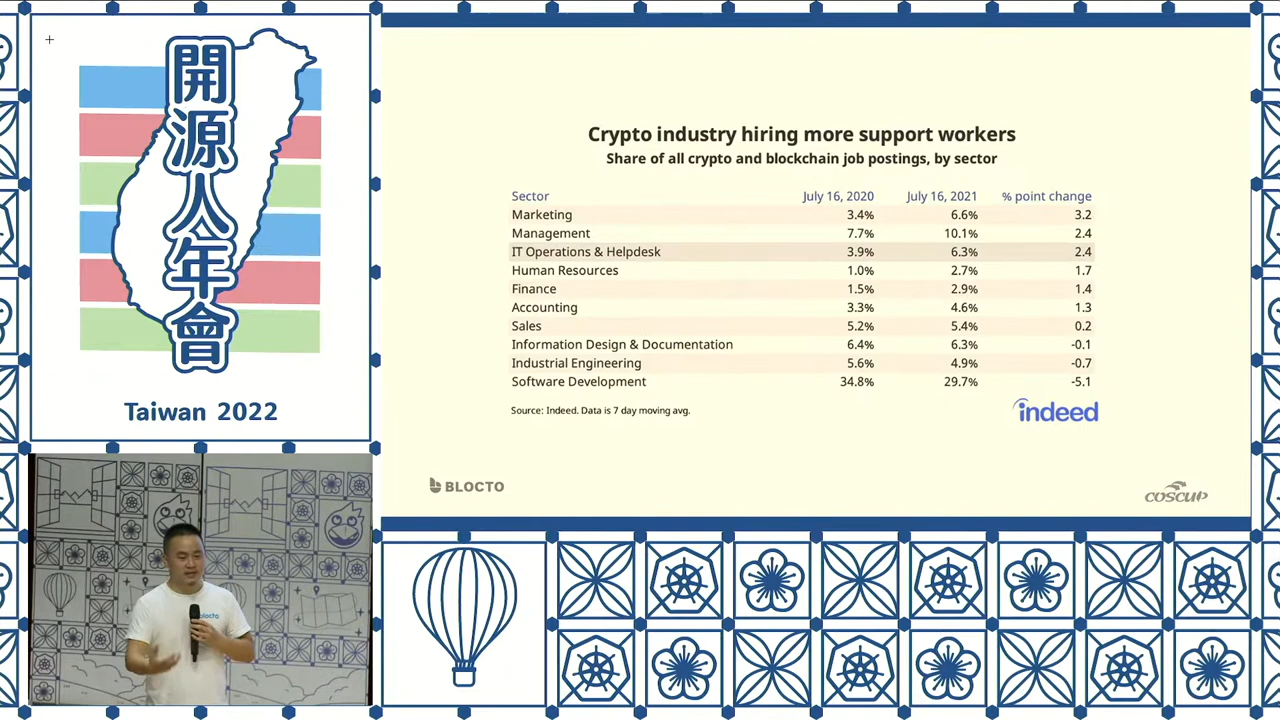 開源人年會
Taiwan 2022
Crypto industry hiring more support workers
Share of all crypto and blockchain job postings, by sector
Sector July 16, 2020 July 16, 2021 % point change
Marketing 3.4% 6.6% 3.2
Management 7.7% 10.1% 2.4
IT Operations & Helpdesk 3.9% 6.3% 2.4
Human Resources 1.0% 2.7% 1.7
Finance 1.5% 2.9% 1.4
Accounting 3.3% 4.6% 1.3
Sales 5.2% 5.4% 0.2
Information Design & Documentation 6.4% 6.3% -0.1
Industrial Engineering 5.6% 4.9% -0.7
Software Development 34.8% 29.7% -5.1
Source: Indeed. Data is 7 day moving avg.
indeed
BLOCTO
COSCUP
blocto